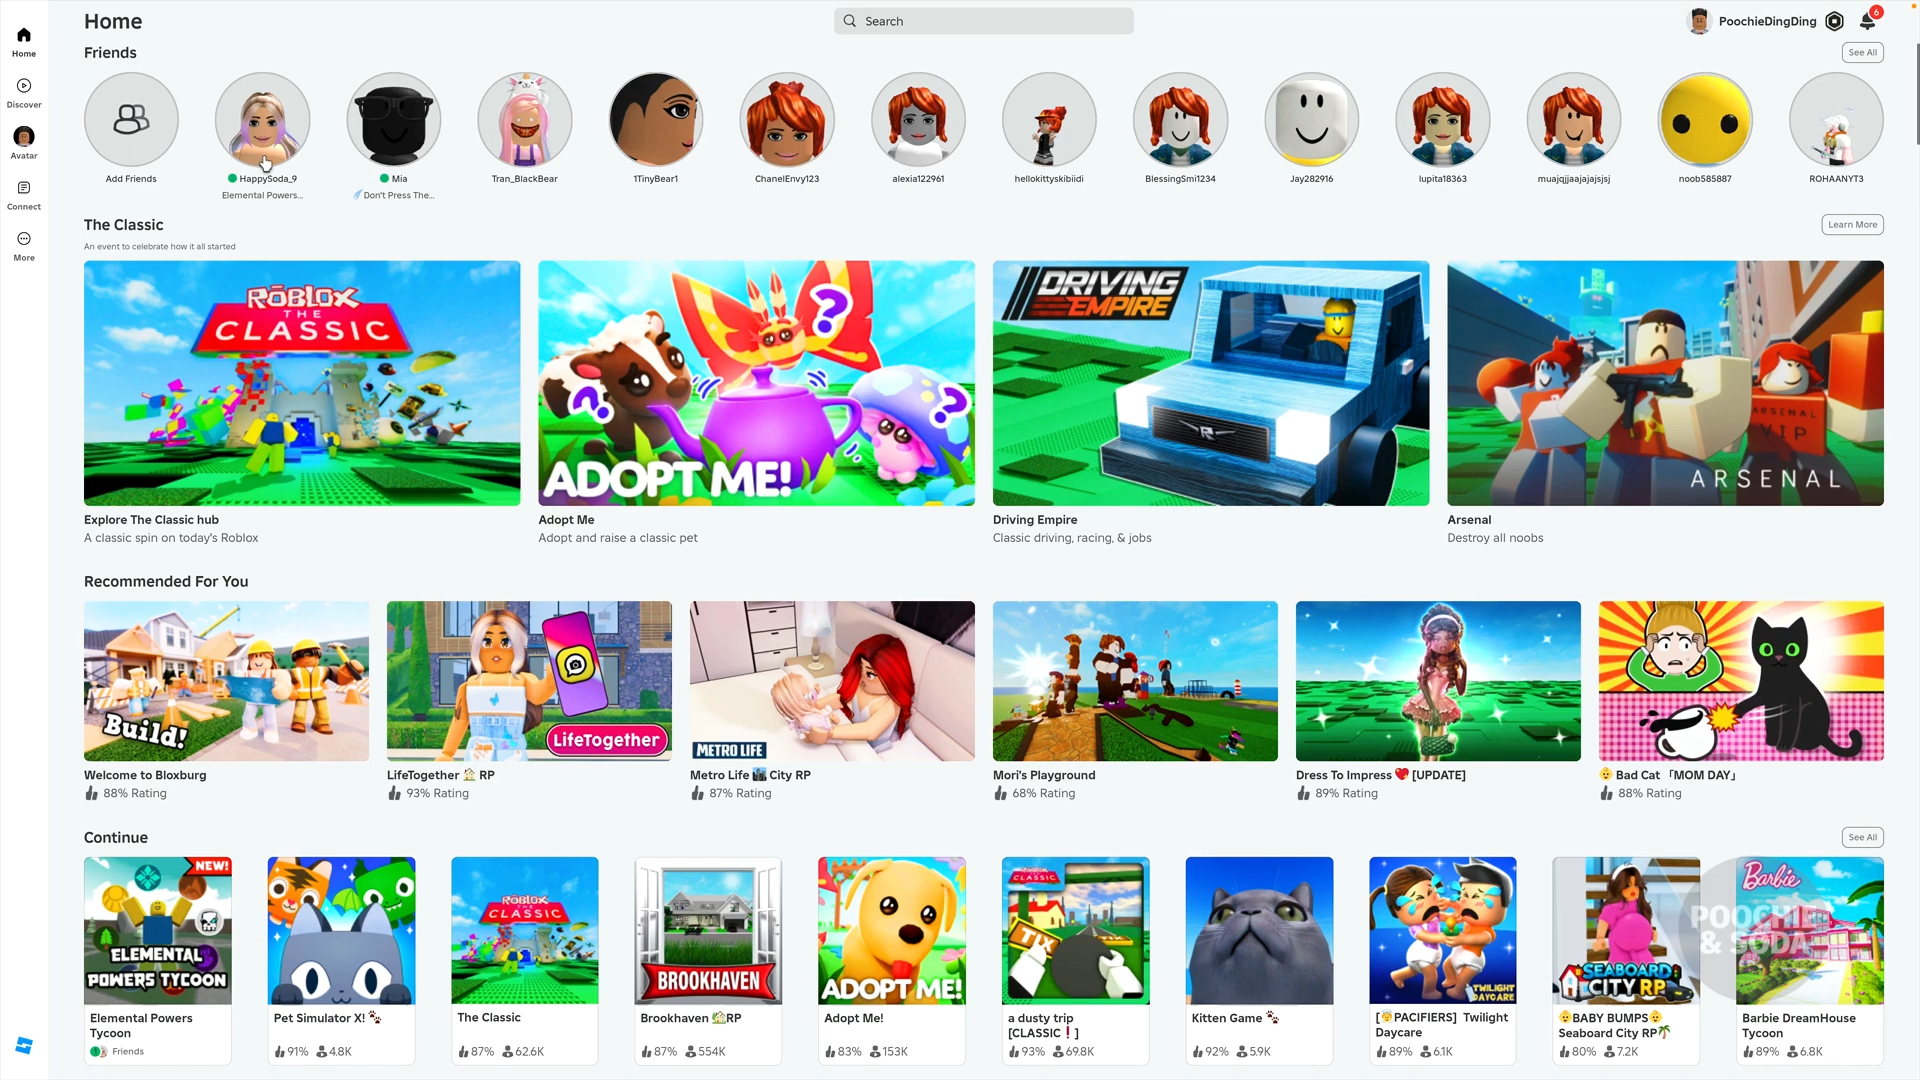 Home
Search
PoochieDingDing
6
Home
Discover
Avatar
Connect
More
Friends
See All
Add Friends
HappySoda_9
Elemental Powers...
Mia
Don't Press The...
Tran_BlackBear
1TinyBear1
ChanelEnvy123
alexia122961
hellokittyskibiidi
BlessingSmi1234
Jay282916
lupita18363
muajqjjaajajajsjsj
noob585887
ROHAANYT3
The Classic
Learn More
An event to celebrate how it all started
ROBLOX
THE
CLASSIC
ADOPT ME!
DRIVING
EMPIRE
R
ARSENAL
VIP
ARSENAL
Explore The Classic hub
A classic spin on today's Roblox
Adopt Me
Adopt and raise a classic pet
Driving Empire
Classic driving, racing, & jobs
Arsenal
Destroy all noobs
Recommended For You
Build!
LifeTogether
METRO LIFE
Welcome to Bloxburg
88% Rating
LifeTogether 🏠 RP
93% Rating
Metro Life 🏙️ City RP
87% Rating
Mori's Playground
68% Rating
Dress To Impress ❤️ [UPDATE]
89% Rating
👶 Bad Cat 「MOM DAY」
88% Rating
Continue
See All
NEW!
ELEMENTAL
POWERS TYCOON
ROBLOX
THE
CLASSIC
BROOKHAVEN
ADOPT ME!
CLASSIC
TIX
TWILIGHT
DAYCARE
SEABOARD
CITY RP
Barbie
POOCHIE
& SODA
Elemental Powers
Tycoon
Friends
Pet Simulator X! 🐾
91% 4.8K
The Classic
87% 62.6K
Brookhaven 🏡RP
87% 554K
Adopt Me!
83% 153K
a dusty trip
[CLASSIC❗]
93% 69.8K
Kitten Game 🐾
92% 5.9K
[👶PACIFIERS] Twilight
Daycare
89% 6.1K
👶BABY BUMPS👶
Seaboard City RP🌴
80% 7.2K
Barbie DreamHouse
Tycoon
89% 6.8K